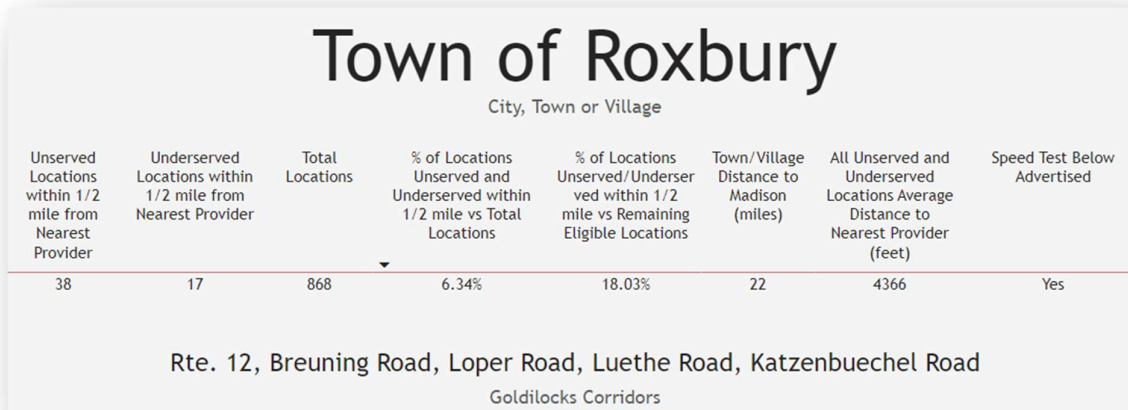 Town of Roxbury
City, Town or Village
Unserved Locations within 1/2 mile from Nearest Provider
Underserved Locations within 1/2 mile from Nearest Provider
Total Locations
% of Locations Unserved and Underserved within 1/2 mile vs Total Locations
% of Locations Unserved/Underserved within 1/2 mile vs Remaining Eligible Locations
Town/Village Distance to Madison (miles)
All Unserved and Underserved Locations Average Distance to Nearest Provider (feet)
Speed Test Below Advertised
38 17 868 6.34% 18.03% 22 4366 Yes
Rte. 12, Breuning Road, Loper Road, Luethe Road, Katzenbuechel Road
Goldilocks Corridors